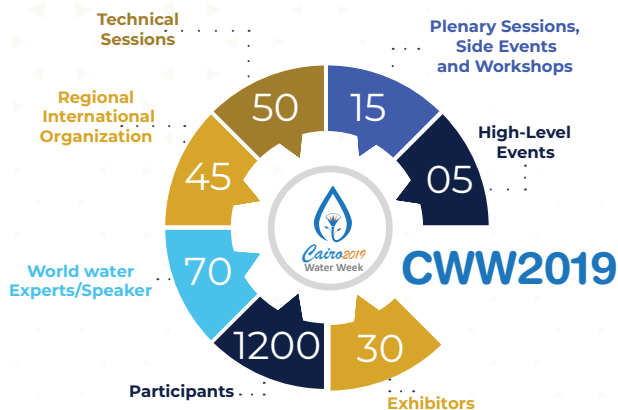 Technical
Sessions
50
Plenary Sessions,
Side Events
and Workshops
15
Regional
International
Organization
45
High-Level
Events
05
Cairo2019
Water Week
CWW2019
World water
Experts/Speaker
70
1200
Participants
30
Exhibitors